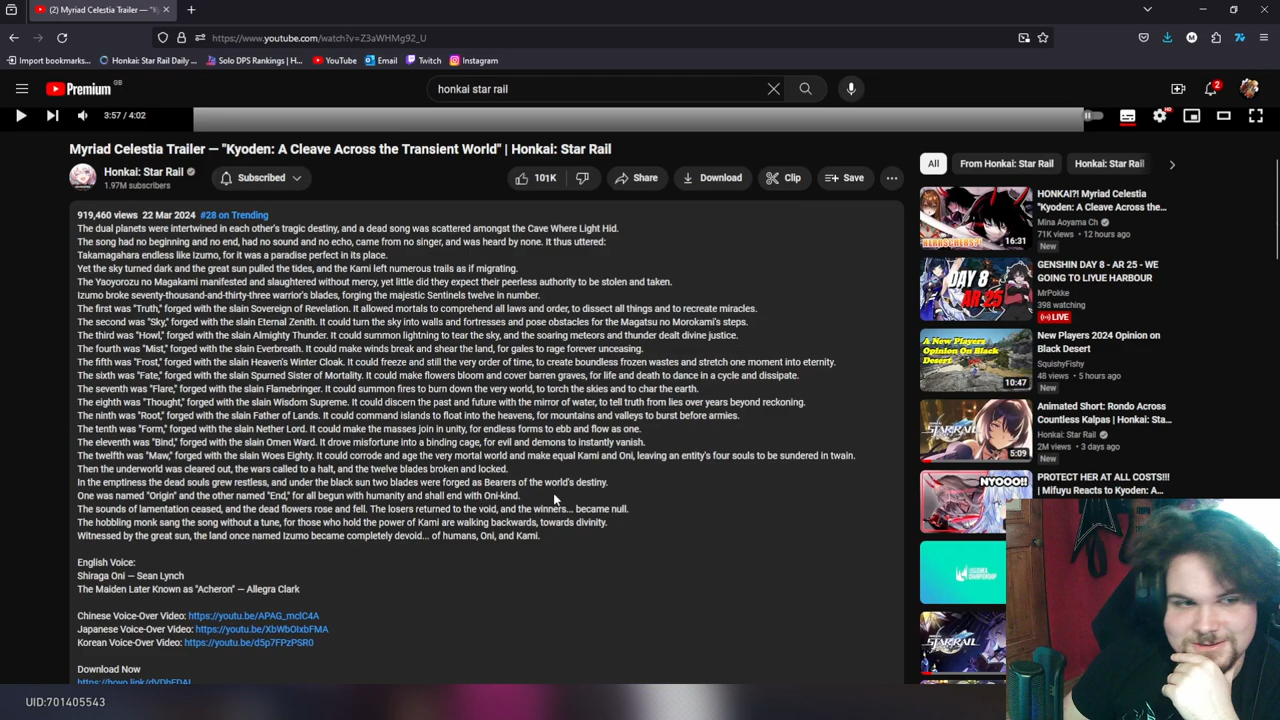 (2) Myriad Celestia Trailer — "Ky
https://www.youtube.com/watch?v=Z3aWHMg92_U
Import bookmarks...
Honkai: Star Rail Daily ...
Solo DPS Rankings | H...
YouTube
Email
Twitch
Instagram
Premium
GB
honkai star rail
2
3:57 / 4:02
HD
Myriad Celestia Trailer — "Kyoden: A Cleave Across the Transient World" | Honkai: Star Rail
Honkai: Star Rail
1.97M subscribers
Subscribed
101K
Share
Download
Clip
Save
919,460 views 22 Mar 2024 #28 on Trending
The dual planets were intertwined in each other's tragic destiny, and a dead song was scattered amongst the Cave Where Light Hid.
The song had no beginning and no end, had no sound and no echo, came from no singer, and was heard by none. It thus uttered:
Takamagahara endless like Izumo, for it was a paradise perfect in its place.
Yet the sky turned dark and the great sun pulled the tides, and the Kami left numerous trails as if migrating.
The Yaoyorozu no Magakami manifested and slaughtered without mercy, yet little did they expect their peerless authority to be stolen and taken.
Izumo broke seventy-thousand-and-thirty-three warrior's blades, forging the majestic Sentinels twelve in number.
The first was "Truth," forged with the slain Sovereign of Revelation. It allowed mortals to comprehend all laws and order, to dissect all things and to recreate miracles.
The second was "Sky," forged with the slain Eternal Zenith. It could turn the sky into walls and fortresses and pose obstacles for the Magatsu no Morokami's steps.
The third was "Howl," forged with the slain Almighty Thunder. It could summon lightning to tear the sky, and the soaring meteors and thunder dealt divine justice.
The fourth was "Mist," forged with the slain Everbreath. It could make winds break and shear the land, for gales to rage forever unceasing.
The fifth was "Frost," forged with the slain Heaven's Winter Cloak. It could freeze and still the very order of time, to create boundless frozen wastes and stretch one moment into eternity.
The sixth was "Fate," forged with the slain Spurned Sister of Mortality. It could make flowers bloom and cover barren graves, for life and death to dance in a cycle and dissipate.
The seventh was "Flare," forged with the slain Flamebringer. It could summon fires to burn down the very world, to torch the skies and to char the earth.
The eighth was "Thought," forged with the slain Wisdom Supreme. It could discern the past and future with the mirror of water, to tell truth from lies over years beyond reckoning.
The ninth was "Root," forged with the slain Father of Lands. It could command islands to float into the heavens, for mountains and valleys to burst before armies.
The tenth was "Form," forged with the slain Nether Lord. It could make the masses join in unity, for endless forms to ebb and flow as one.
The eleventh was "Bind," forged with the slain Omen Ward. It drove misfortune into a binding cage, for evil and demons to instantly vanish.
The twelfth was "Maw," forged with the slain Woes Eighty. It could corrode and age the very mortal world and make equal Kami and Oni, leaving an entity's four souls to be sundered in twain.
Then the underworld was cleared out, the wars called to a halt, and the twelve blades broken and locked.
In the emptiness the dead souls grew restless, and under the black sun two blades were forged as Bearers of the world's destiny.
One was named "Origin" and the other named "End," for all begun with humanity and shall end with Oni-kind.
The sounds of lamentation ceased, and the dead flowers rose and fell. The losers returned to the void, and the winners... became null.
The hobbling monk sang the song without a tune, for those who hold the power of Kami are walking backwards, towards divinity.
Witnessed by the great sun, the land once named Izumo became completely devoid... of humans, Oni, and Kami.
English Voice:
Shiraga Oni — Sean Lynch
The Maiden Later Known as "Acheron" — Allegra Clark
Chinese Voice-Over Video: https://youtu.be/APAG_mclC4A
Japanese Voice-Over Video: https://youtu.be/XbWbOIxbFMA
Korean Voice-Over Video: https://youtu.be/d5p7FPzPSR0
Download Now
All
From Honkai: Star Rail
Honkai: Star Rail
HERRSCHERS?!
16:31
HONKAI?! Myriad Celestia
"Kyoden: A Cleave Across the...
Mina Aoyama Ch
71K views • 12 hours ago
New
DAY 8
AR 25
GENSHIN DAY 8 - AR 25 - WE
GOING TO LIYUE HARBOUR
MrPokke
398 watching
LIVE
A New Players
Opinion On Black
Desert
10:47
New Players 2024 Opinion on
Black Desert
SquishyFishy
48 views • 5 hours ago
New
STAR RAIL
5:09
Animated Short: Rondo Across
Countless Kalpas | Honkai: Sta...
Honkai: Star Rail
2M views • 3 days ago
New
NYOOO!!
PROTECT HER AT ALL COSTS!!!
| Mifuyu Reacts to Kyoden: A...
CHAMPIONSHIP
STAR RAIL
UID:701405543